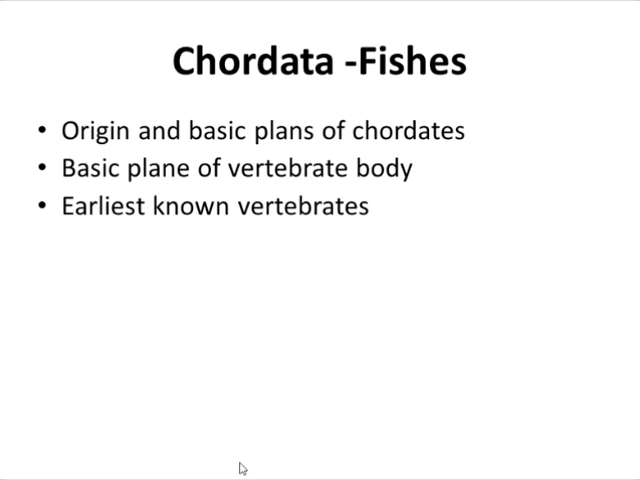 Chordata -Fishes
• Origin and basic plans of chordates
• Basic plane of vertebrate body
• Earliest known vertebrates